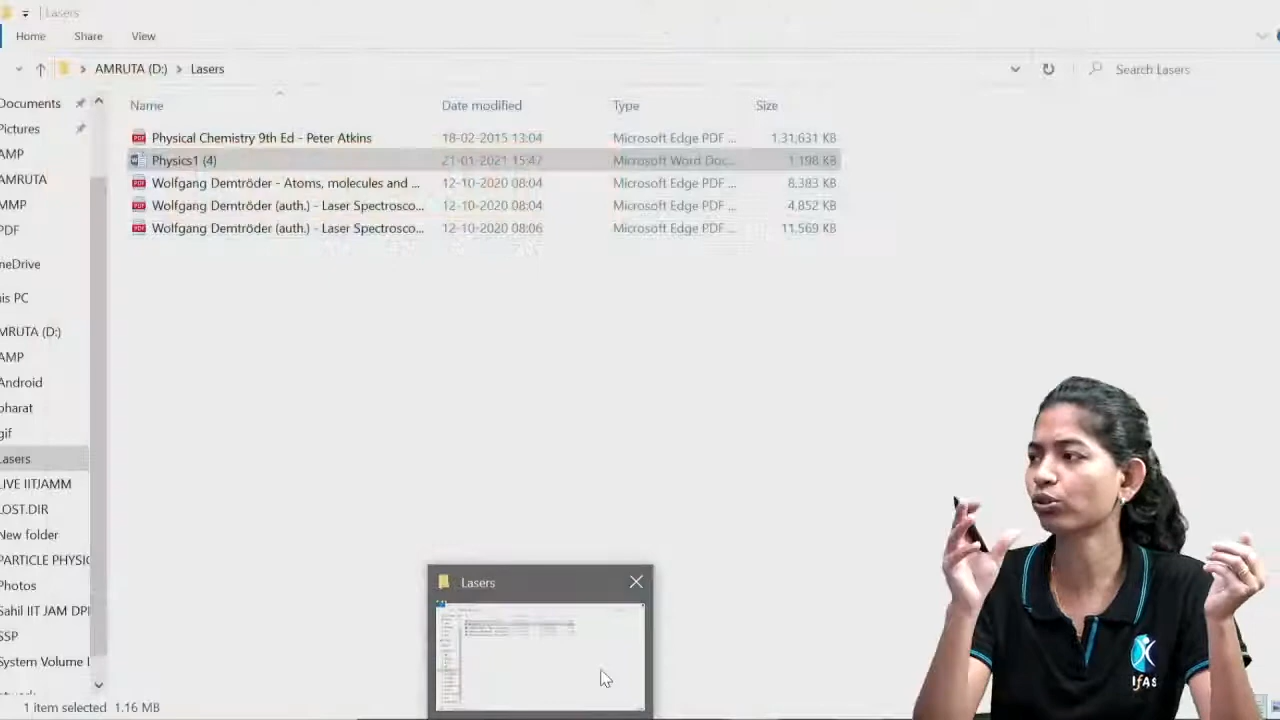 Lasers
Home Share View
AMRUTA (D:) Lasers Search Lasers
Name Date modified Type Size
Physical Chemistry 9th Ed - Peter Atkins 18-02-2015 13:04 Microsoft Edge PDF ... 1,31,631 KB
Physics1 (4) 21-01-2021 15:47 Microsoft Word Doc... 1,198 KB
Wolfgang Demtröder - Atoms, molecules and ... 12-10-2020 08:04 Microsoft Edge PDF ... 8,383 KB
Wolfgang Demtröder (auth.) - Laser Spectrosco... 12-10-2020 08:04 Microsoft Edge PDF ... 4,852 KB
Wolfgang Demtröder (auth.) - Laser Spectrosco... 12-10-2020 08:06 Microsoft Edge PDF ... 11,569 KB
Documents
Pictures
AMP
AMRUTA
MMP
PDF
neDrive
is PC
MRUTA (D:)
AMP
Android
bharat
gif
Lasers
LIVE IITJAMM
LOST.DIR
New folder
PARTICLE PHYSIC
Photos
Sahil IIT JAM DPI
SSP
System Volume I
1 item selected 1.16 MB
Lasers
IFAS